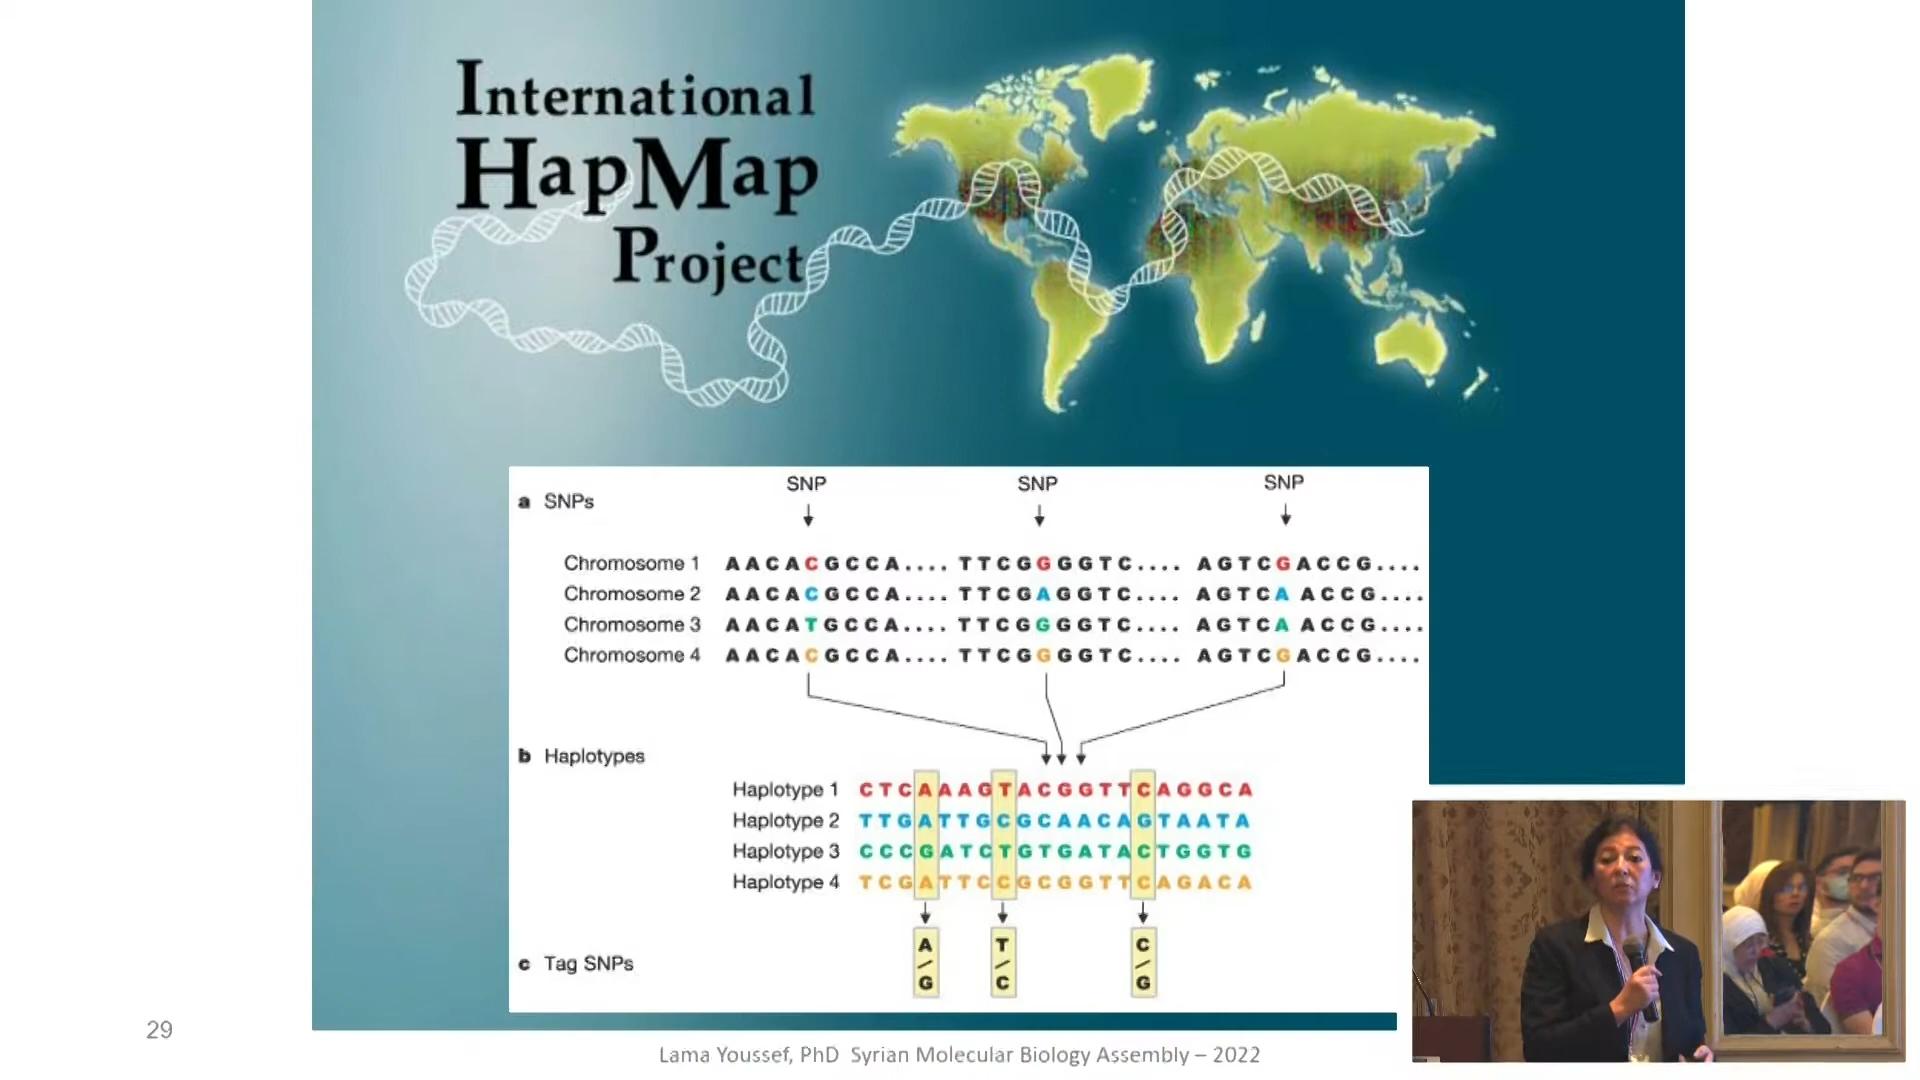 International
HapMap
Project
SNP SNP SNP
a SNPs
Chromosome 1 AACACGCCA.... TTCGGGGTC.... AGTCGACCG....
Chromosome 2 AACACGCCA.... TTCGAGGTC.... AGTCAACCG....
Chromosome 3 AACATGCCA.... TTCGGGGTC.... AGTCAACCG....
Chromosome 4 AACACGCCA.... TTCGGGGTC.... AGTCGACCG....
b Haplotypes
Haplotype 1 CTCAAAGTACGGTTCAGGCA
Haplotype 2 TTGATTGCGCAACAGTAATA
Haplotype 3 CCCGATCTGTGATACTGGTG
Haplotype 4 TCGATTCCGCGGTTCAGACA
c Tag SNPs
A/G T/C C/G
29
Lama Youssef, PhD Syrian Molecular Biology Assembly – 2022